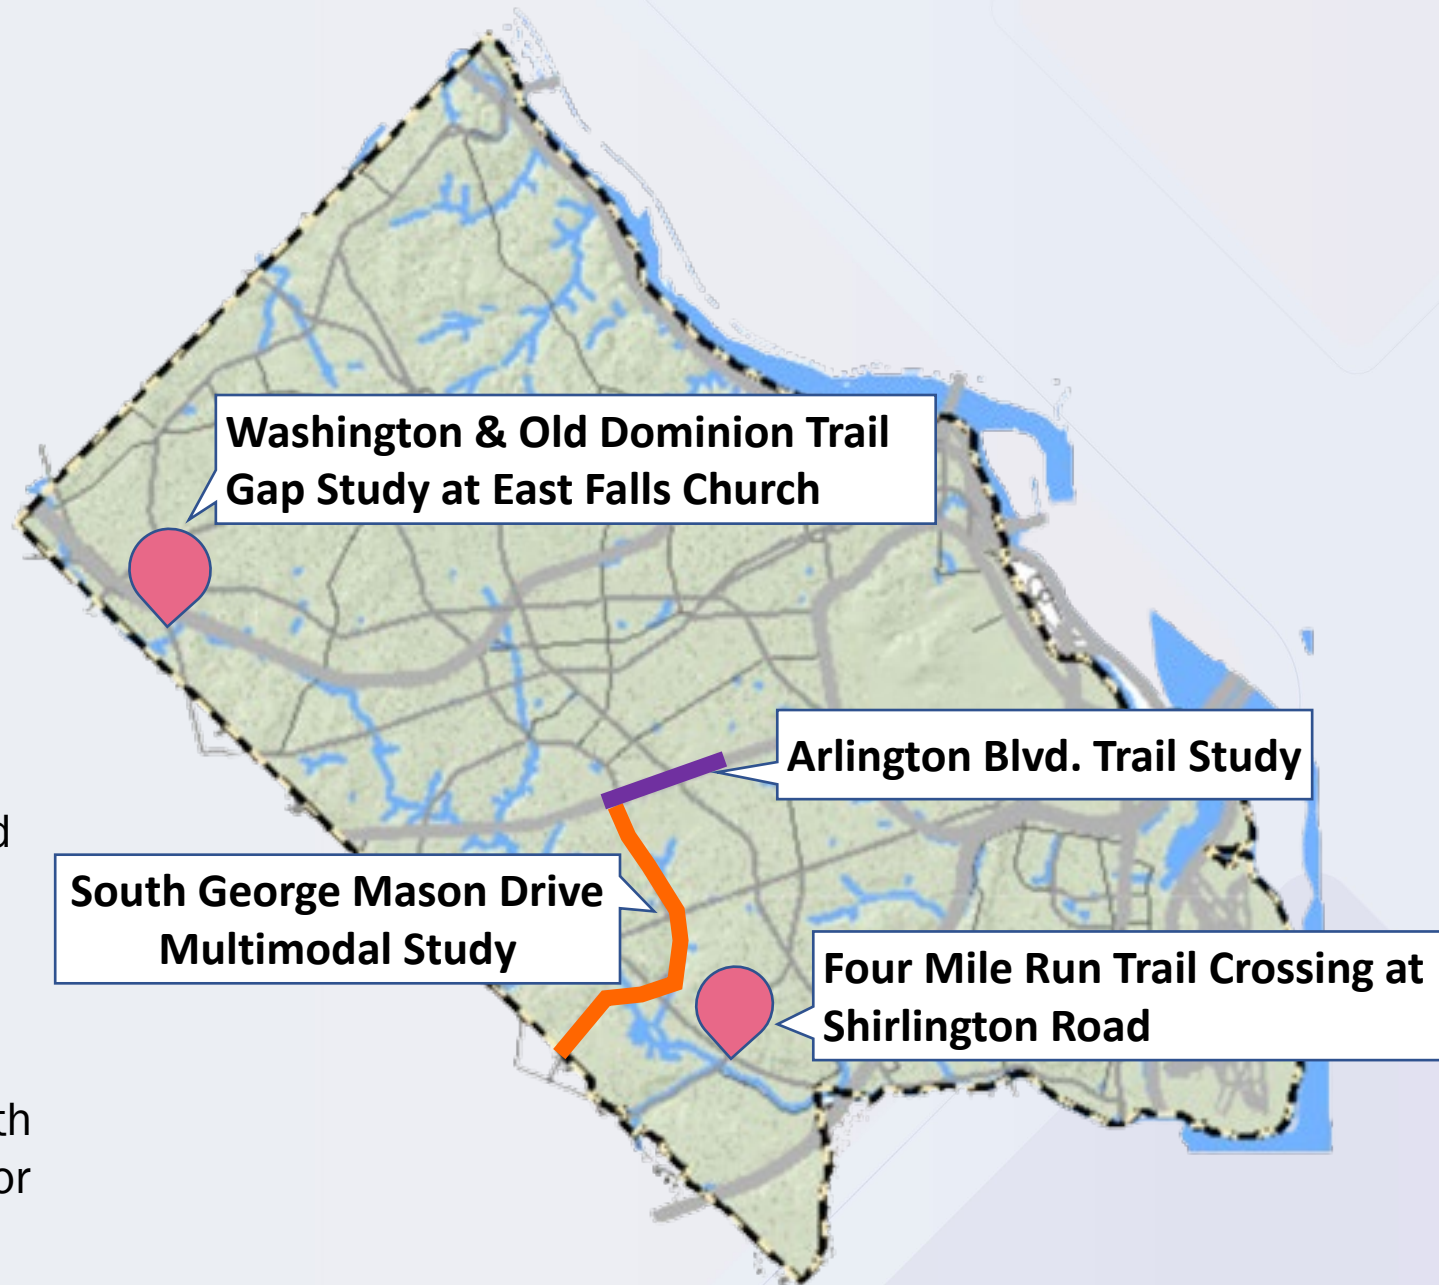 Washington & Old Dominion Trail
Gap Study at East Falls Church
Arlington Blvd. Trail Study
South George Mason Drive
Multimodal Study
Four Mile Run Trail Crossing at
Shirlington Road